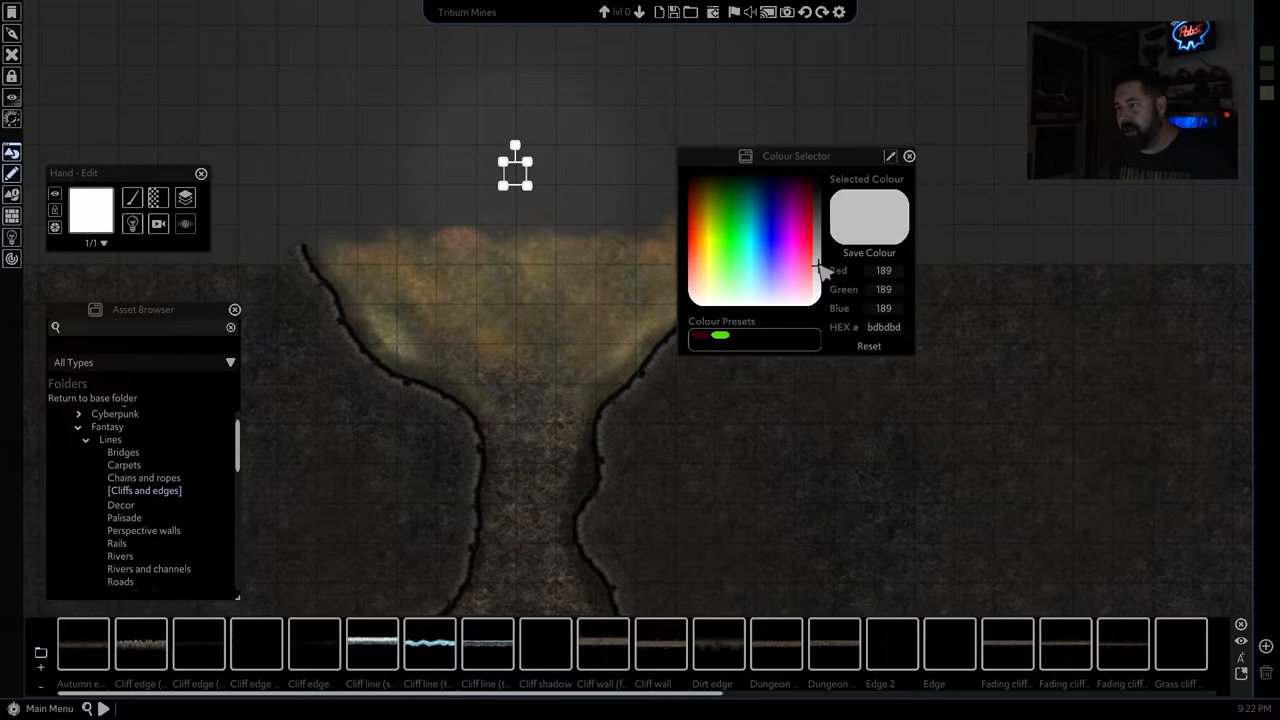 Tritium Mines
lvl 0
Pabst
Hand - Edit
1/1
Colour Selector
Selected Colour
Save Colour
Red 189
Green 189
Blue 189
HEX # bdbdbd
Reset
Colour Presets
Asset Browser
All Types
Folders
Return to base folder
Cyberpunk
Fantasy
Lines
Bridges
Carpets
Chains and ropes
[Cliffs and edges]
Decor
Palisade
Perspective walls
Rails
Rivers
Rivers and channels
Roads
Autumn e...
Cliff edge (...
Cliff edge (...
Cliff edge ...
Cliff edge
Cliff line (s...
Cliff line (t...
Cliff line (t...
Cliff shadow
Cliff wall (f...
Cliff wall
Dirt edge
Dungeon ...
Dungeon ...
Edge 2
Edge
Fading cliff...
Fading cliff...
Fading cliff...
Grass cliff ...
Main Menu
9:22 PM